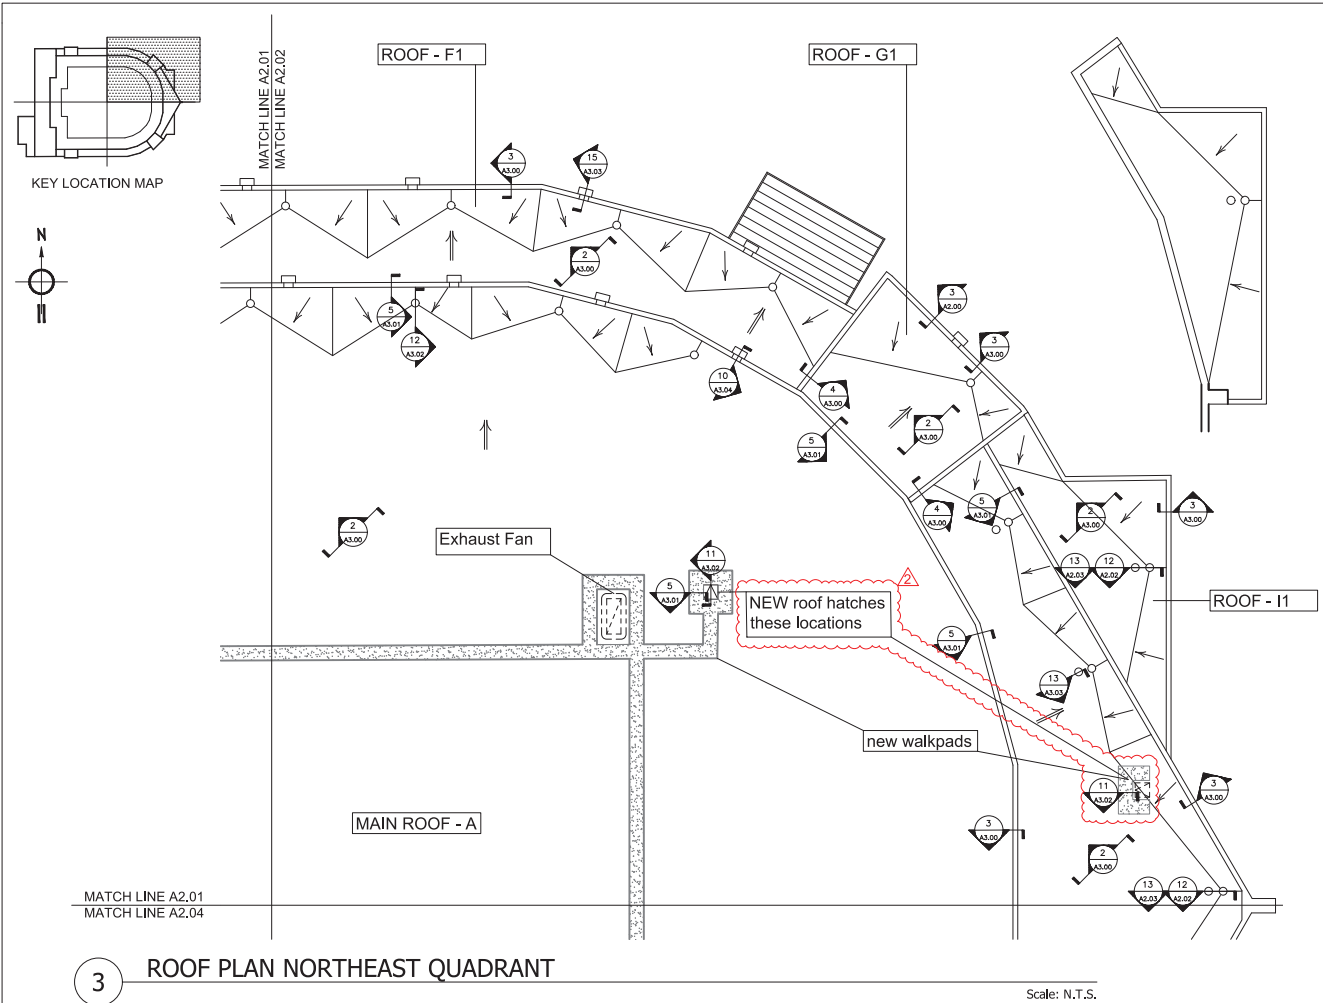 MATCH LINE A2.01
MATCH LINE A2.02
ROOF - F1
ROOF - G1
KEY LOCATION MAP
N
3
A3.00
15
A3.03
2
A3.00
5
A3.01
12
A3.02
10
A3.04
3
A2.00
3
A3.00
4
A3.00
2
A3.00
5
A3.01
4
A3.00
5
A3.01
2
A3.00
3
A3.00
2
A3.00
Exhaust Fan
11
A3.02
5
A3.01
13
A2.03
12
A2.02
2
NEW roof hatches
these locations
ROOF - I1
5
A3.01
13
A3.03
new walkpads
11
A3.02
3
A3.00
MAIN ROOF - A
3
A3.00
2
A3.00
13
A2.03
12
A2.02
MATCH LINE A2.01
MATCH LINE A2.04
3
ROOF PLAN NORTHEAST QUADRANT
Scale: N.T.S.